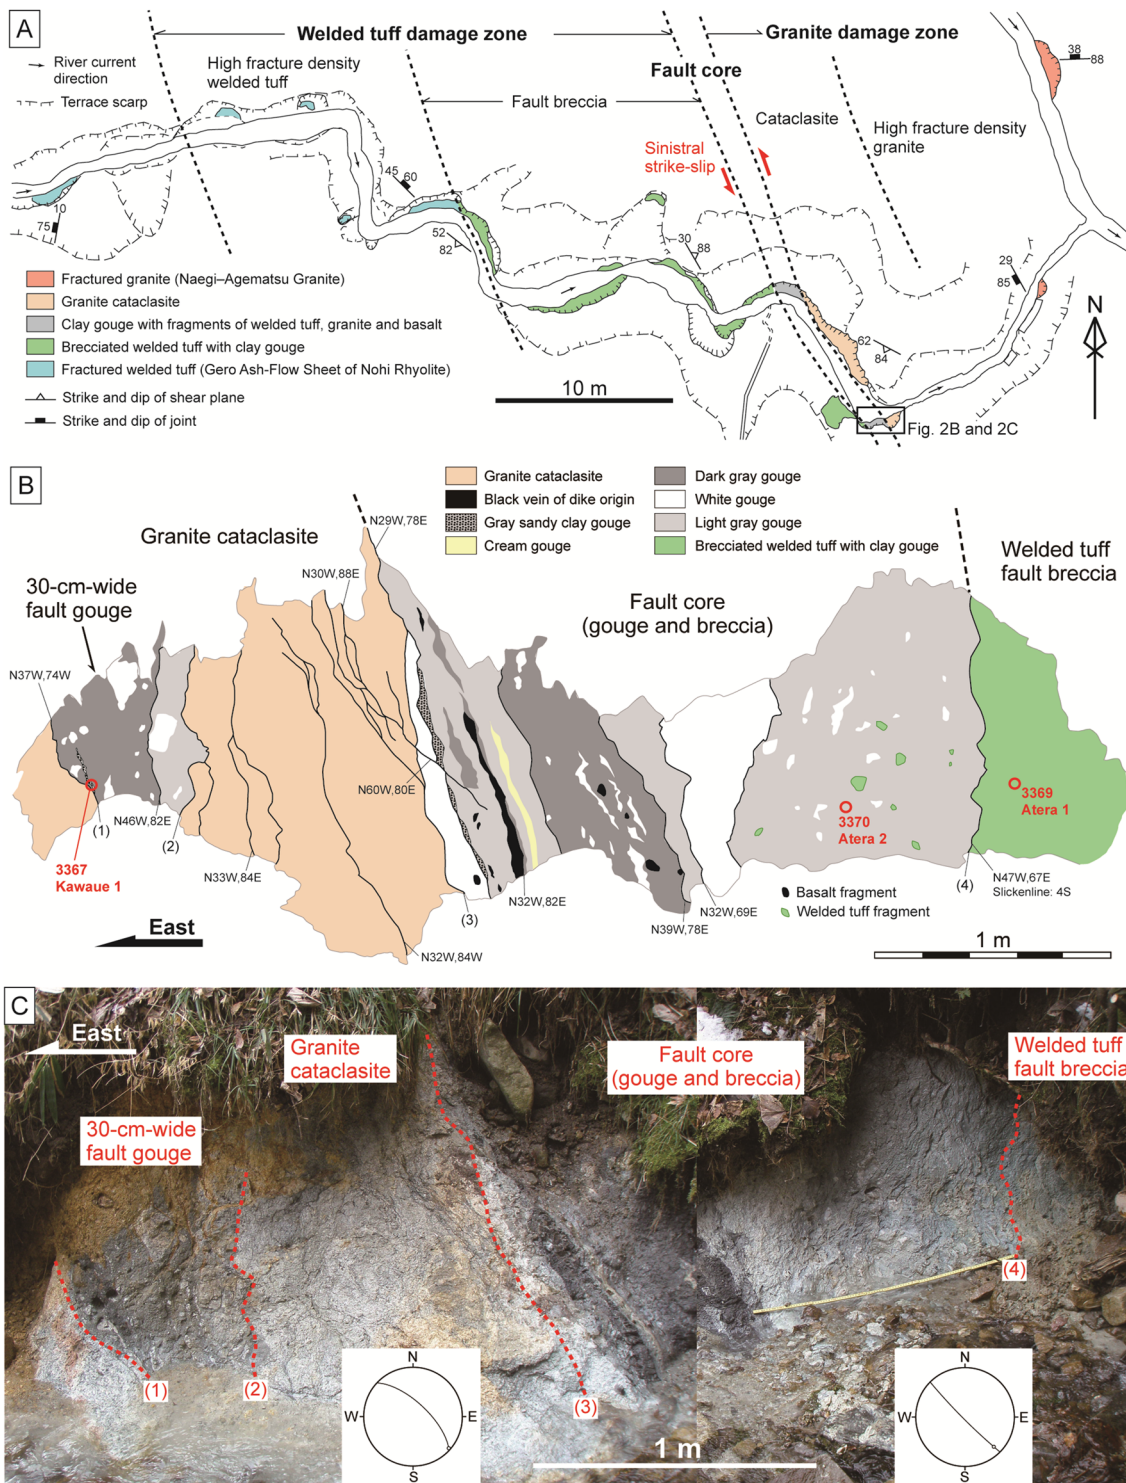 A
Welded tuff damage zone
Granite damage zone
River current
direction
Terrace scarp
High fracture density
welded tuff
Fault core
Fault breccia
Cataclasite
High fracture density
granite
Sinistral
strike-slip
38
88
45
60
10
75
52
82
30
88
29
85
62
84
N
Fractured granite (Naegi–Agematsu Granite)
Granite cataclasite
Clay gouge with fragments of welded tuff, granite and basalt
Brecciated welded tuff with clay gouge
Fractured welded tuff (Gero Ash-Flow Sheet of Nohi Rhyolite)
Strike and dip of shear plane
Strike and dip of joint
10 m
Fig. 2B and 2C
B
Granite cataclasite
Black vein of dike origin
Gray sandy clay gouge
Cream gouge
Dark gray gouge
White gouge
Light gray gouge
Brecciated welded tuff with clay gouge
Granite cataclasite
N29W,78E
N30W,88E
30-cm-wide
fault gouge
Fault core
(gouge and breccia)
Welded tuff
fault breccia
N37W,74W
N60W,80E
3367
Kawaue 1
(1)
N46W,82E
(2)
N33W,84E
N32W,84W
(3)
N32W,82E
N39W,78E
N32W,69E
3370
Atera 2
3369
Atera 1
(4)
N47W,67E
Slickenline: 4S
Basalt fragment
Welded tuff fragment
East
1 m
C
East
Granite
cataclasite
30-cm-wide
fault gouge
Fault core
(gouge and breccia)
Welded tuff
fault breccia
(1)
(2)
(3)
(4)
N
W
E
S
N
W
E
S
1 m